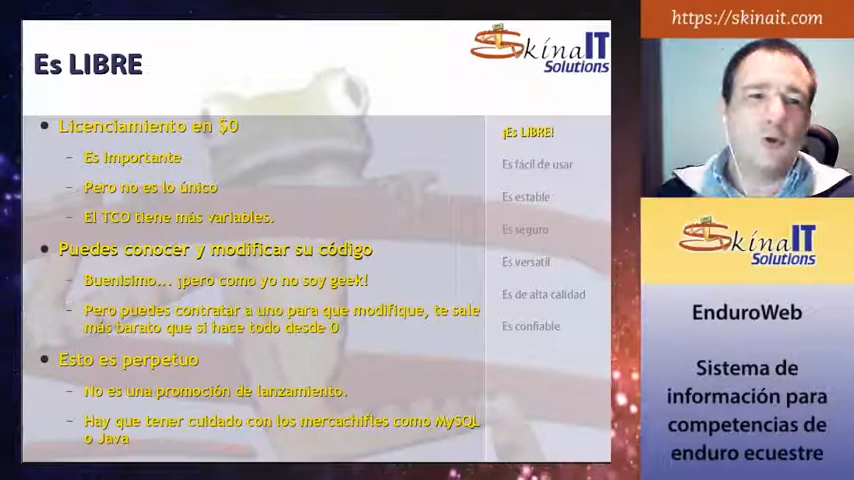 Es LIBRE
SkinaIT
Solutions
Licenciamiento en $0
Es importante
Pero no es lo único
El TCO tiene más variables.
Puedes conocer y modificar su código
Buenísimo... ¡pero como yo no soy geek!
Pero puedes contratar a uno para que modifique, te sale
más barato que si hace todo desde 0
Esto es perpetuo
No es una promoción de lanzamiento.
Hay que tener cuidado con los mercachifles como MySQL
o Java
¡Es LIBRE!
Es fácil de usar
Es estable
Es seguro
Es versatil
Es de alta calidad
Es confiable
https://skinait.com
SkinaIT
Solutions
EnduroWeb
Sistema de
información para
competencias de
enduro ecuestre